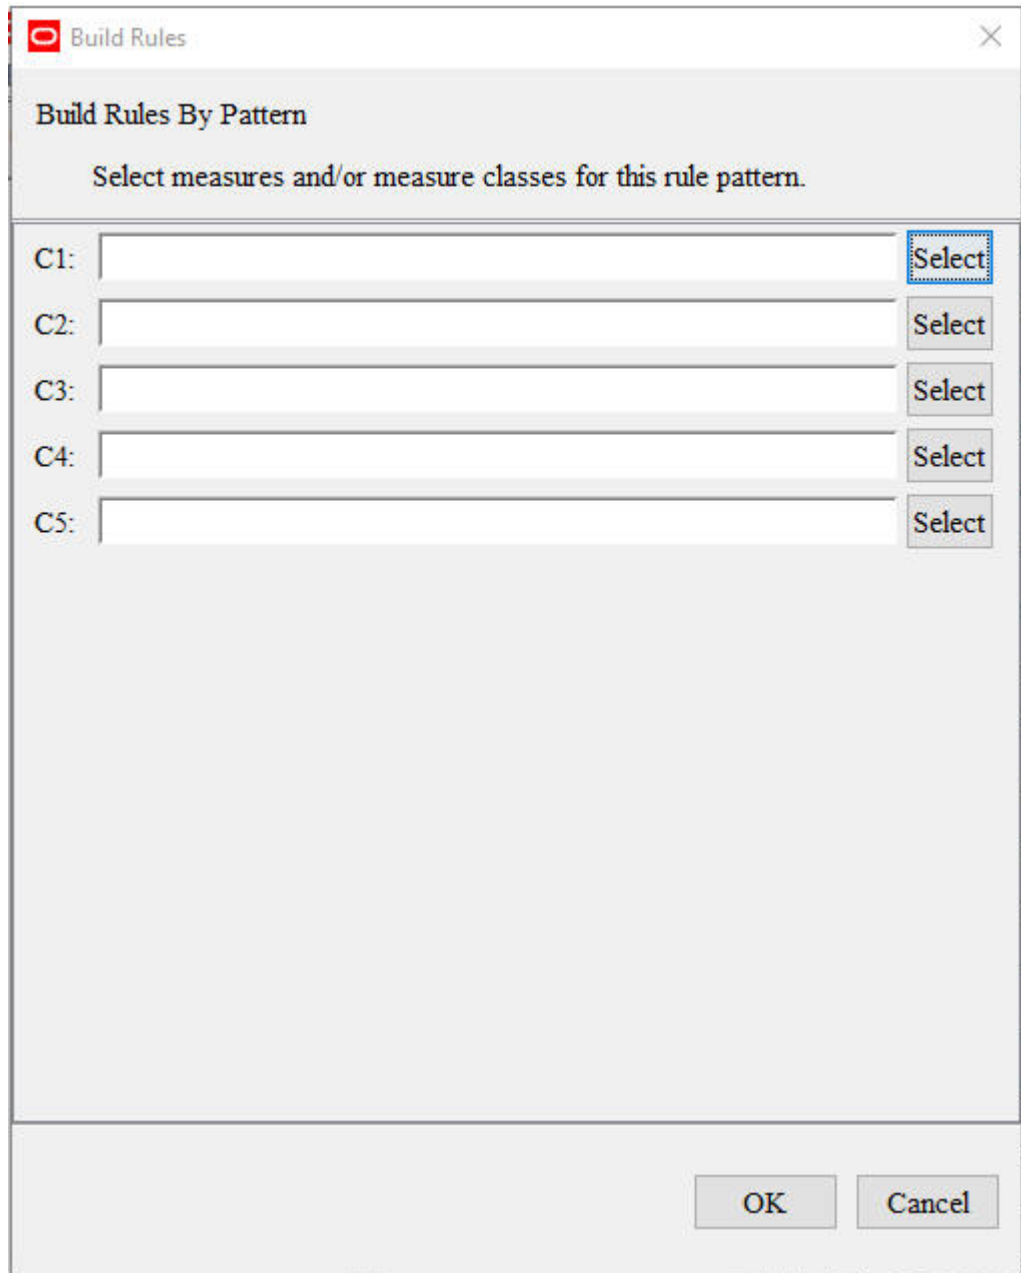 Build Rules
Build Rules By Pattern
Select measures and/or measure classes for this rule pattern.
C1: Select
C2: Select
C3: Select
C4: Select
C5: Select
OK Cancel